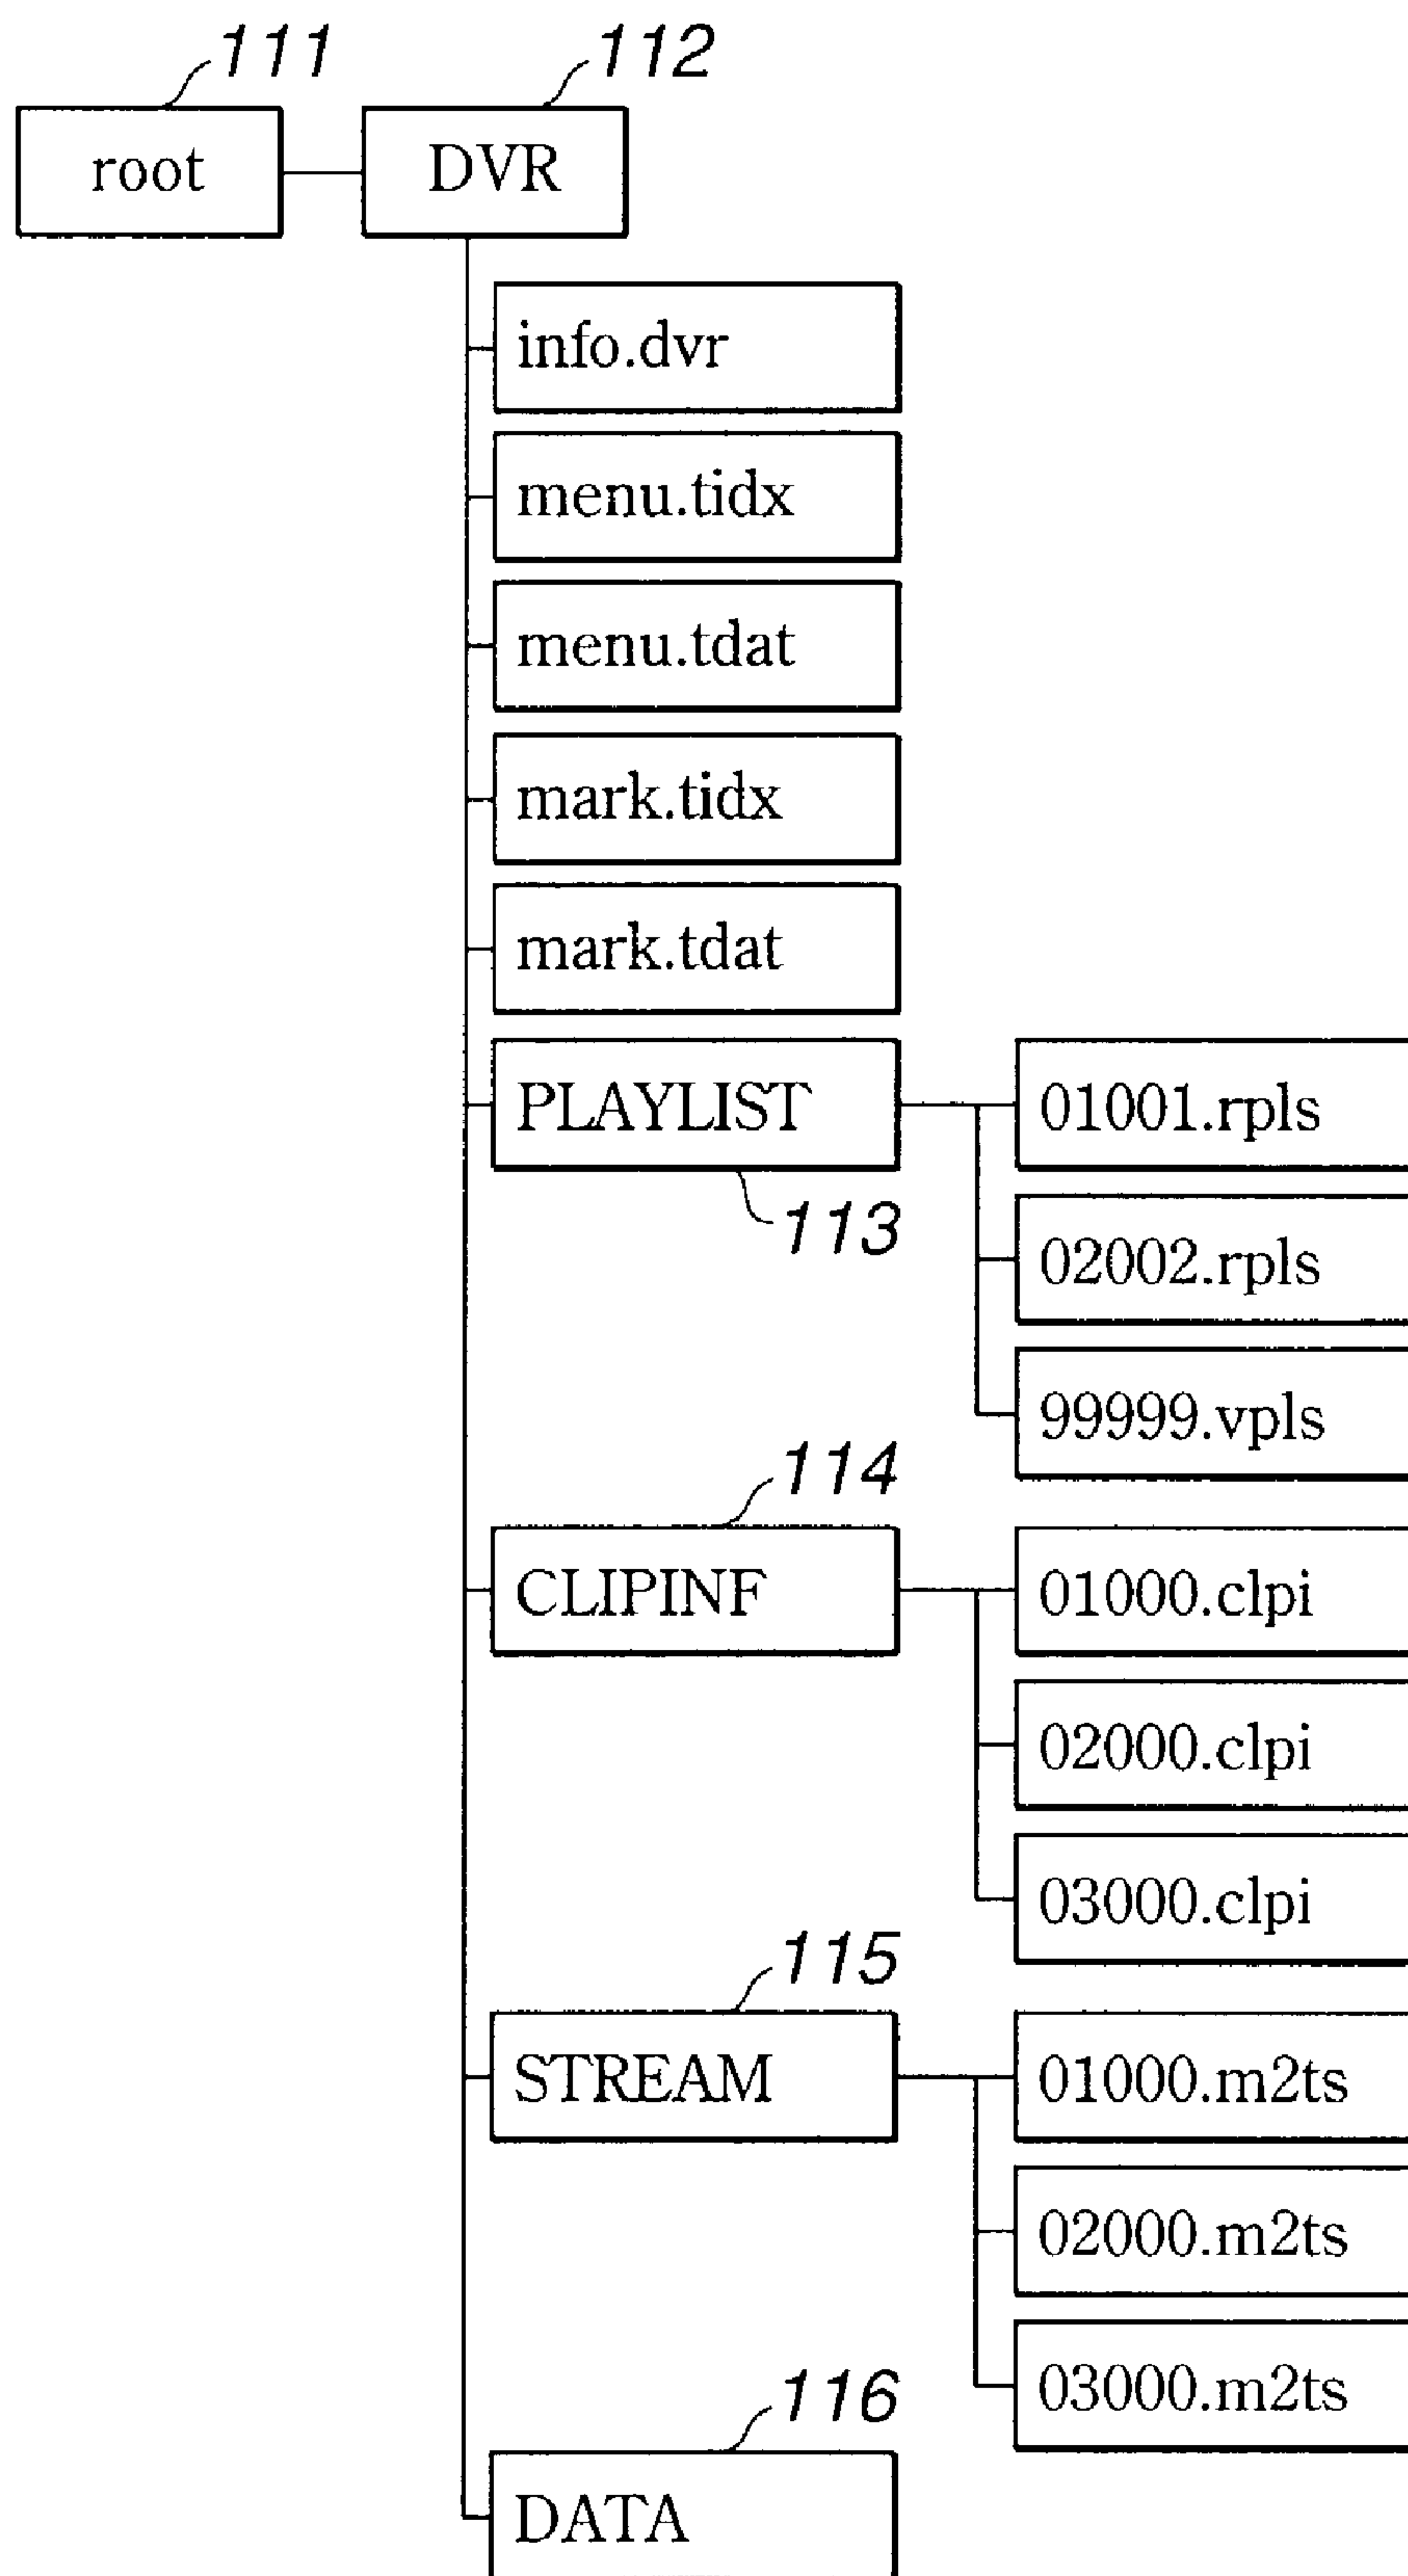 111
112
root
DVR
info.dvr
menu.tidx
menu.tdat
mark.tidx
mark.tdat
PLAYLIST
01001.rpls
113
02002.rpls
99999.vpls
114
CLIPINF
01000.clpi
02000.clpi
03000.clpi
115
STREAM
01000.m2ts
02000.m2ts
03000.m2ts
116
DATA